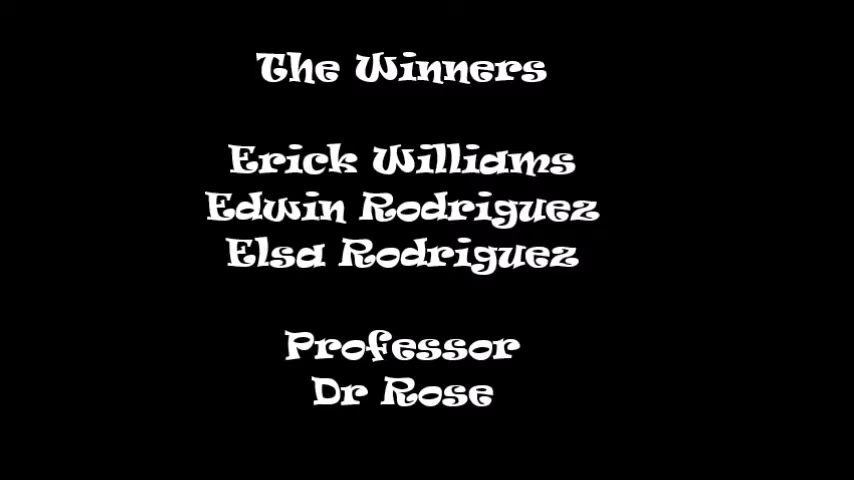 The Winners
Erick Williams
Edwin Rodriguez
Elsa Rodriguez
Professor
Dr Rose